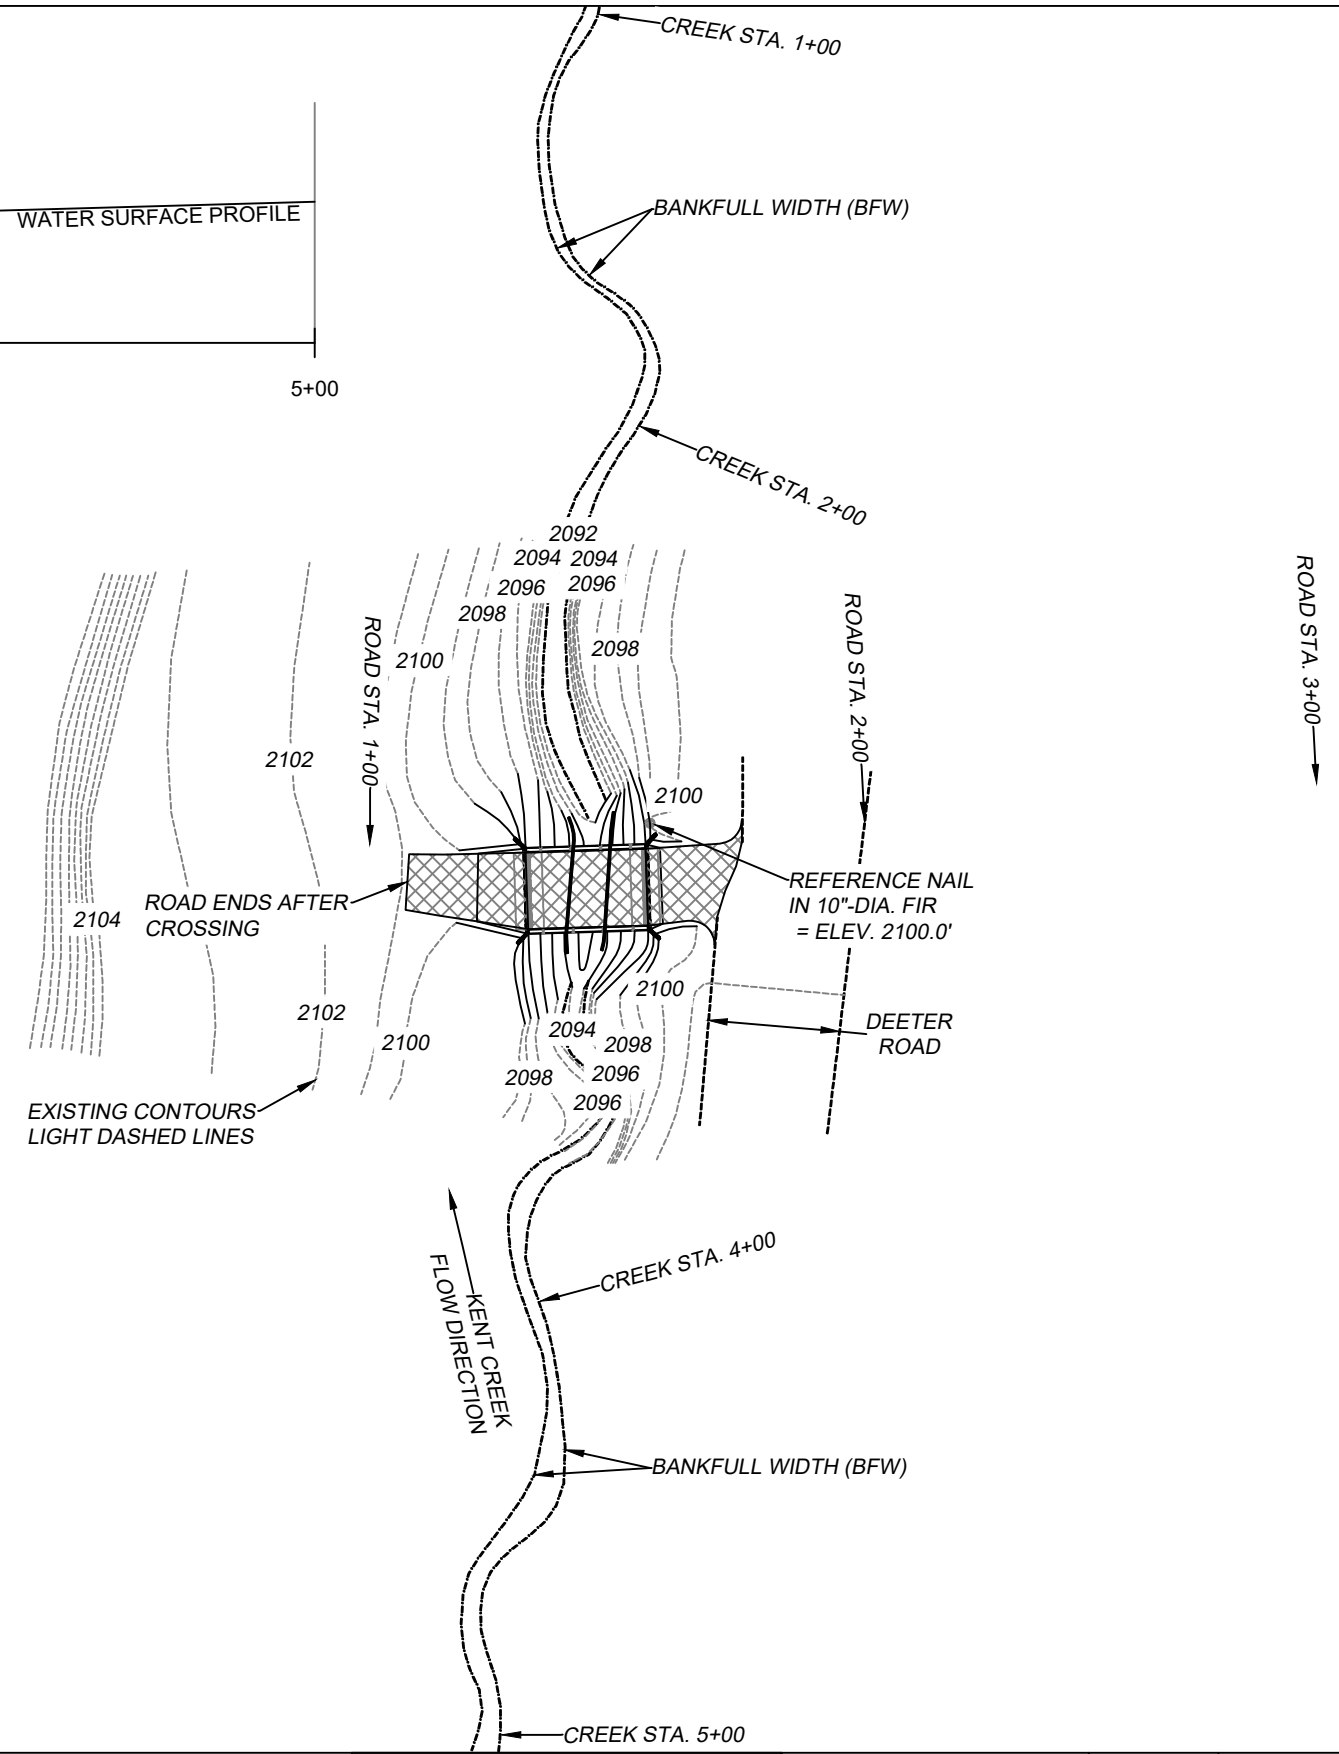 CREEK STA. 1+00
BANKFULL WIDTH (BFW)
WATER SURFACE PROFILE
5+00
CREEK STA. 2+00
2092
2094 2094
2096 2096
2098
2098
2100
ROAD STA. 1+00
ROAD STA. 2+00
ROAD STA. 3+00
2102
2100
ROAD ENDS AFTER
CROSSING
2104
REFERENCE NAIL
IN 10"-DIA. FIR
= ELEV. 2100.0'
2100
2102
2100
2094
2098
DEETER
ROAD
2098
2096
2096
EXISTING CONTOURS
LIGHT DASHED LINES
KENT CREEK
FLOW DIRECTION
CREEK STA. 4+00
BANKFULL WIDTH (BFW)
CREEK STA. 5+00